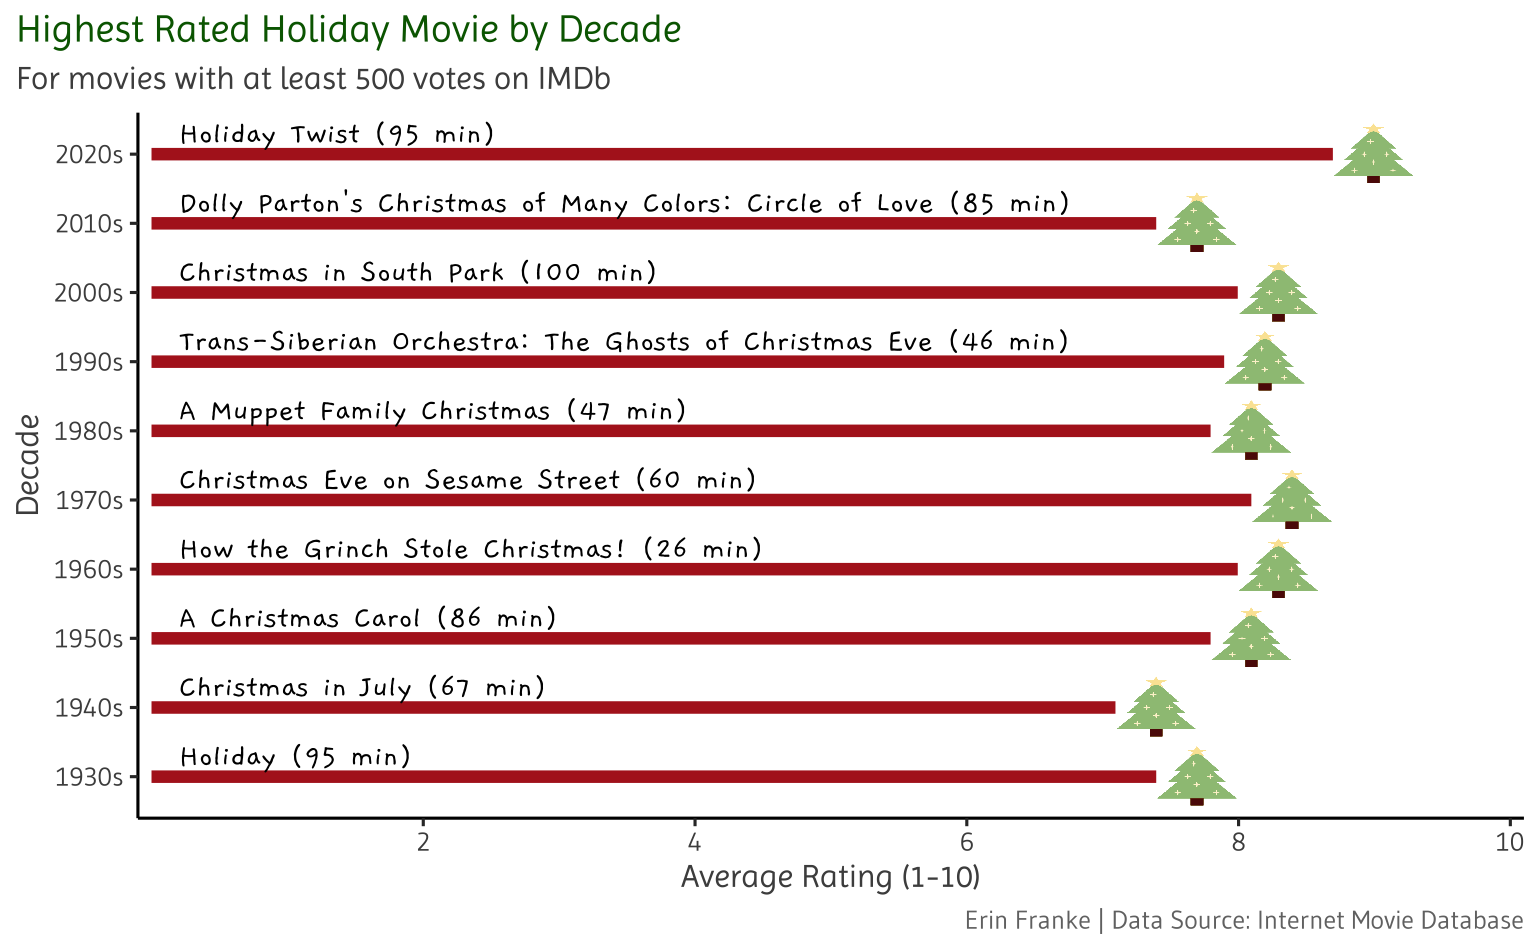 Highest Rated Holiday Movie by Decade
For movies with at least 500 votes on IMDb
Holiday Twist (95 min)
2020s
Dolly Parton's Christmas of Many Colors: Circle of Love (85 min)
2010s
Christmas in South Park (100 min)
2000s
Trans-Siberian Orchestra: The Ghosts of Christmas Eve (46 min)
1990s
A Muppet Family Christmas (47 min)
1980s
Christmas Eve on Sesame Street (60 min)
1970s
How the Grinch Stole Christmas! (26 min)
1960s
A Christmas Carol (86 min)
1950s
Christmas in July (67 min)
1940s
Holiday (95 min)
1930s
Decade
2 4 6 8 10
Average Rating (1-10)
Erin Franke | Data Source: Internet Movie Database